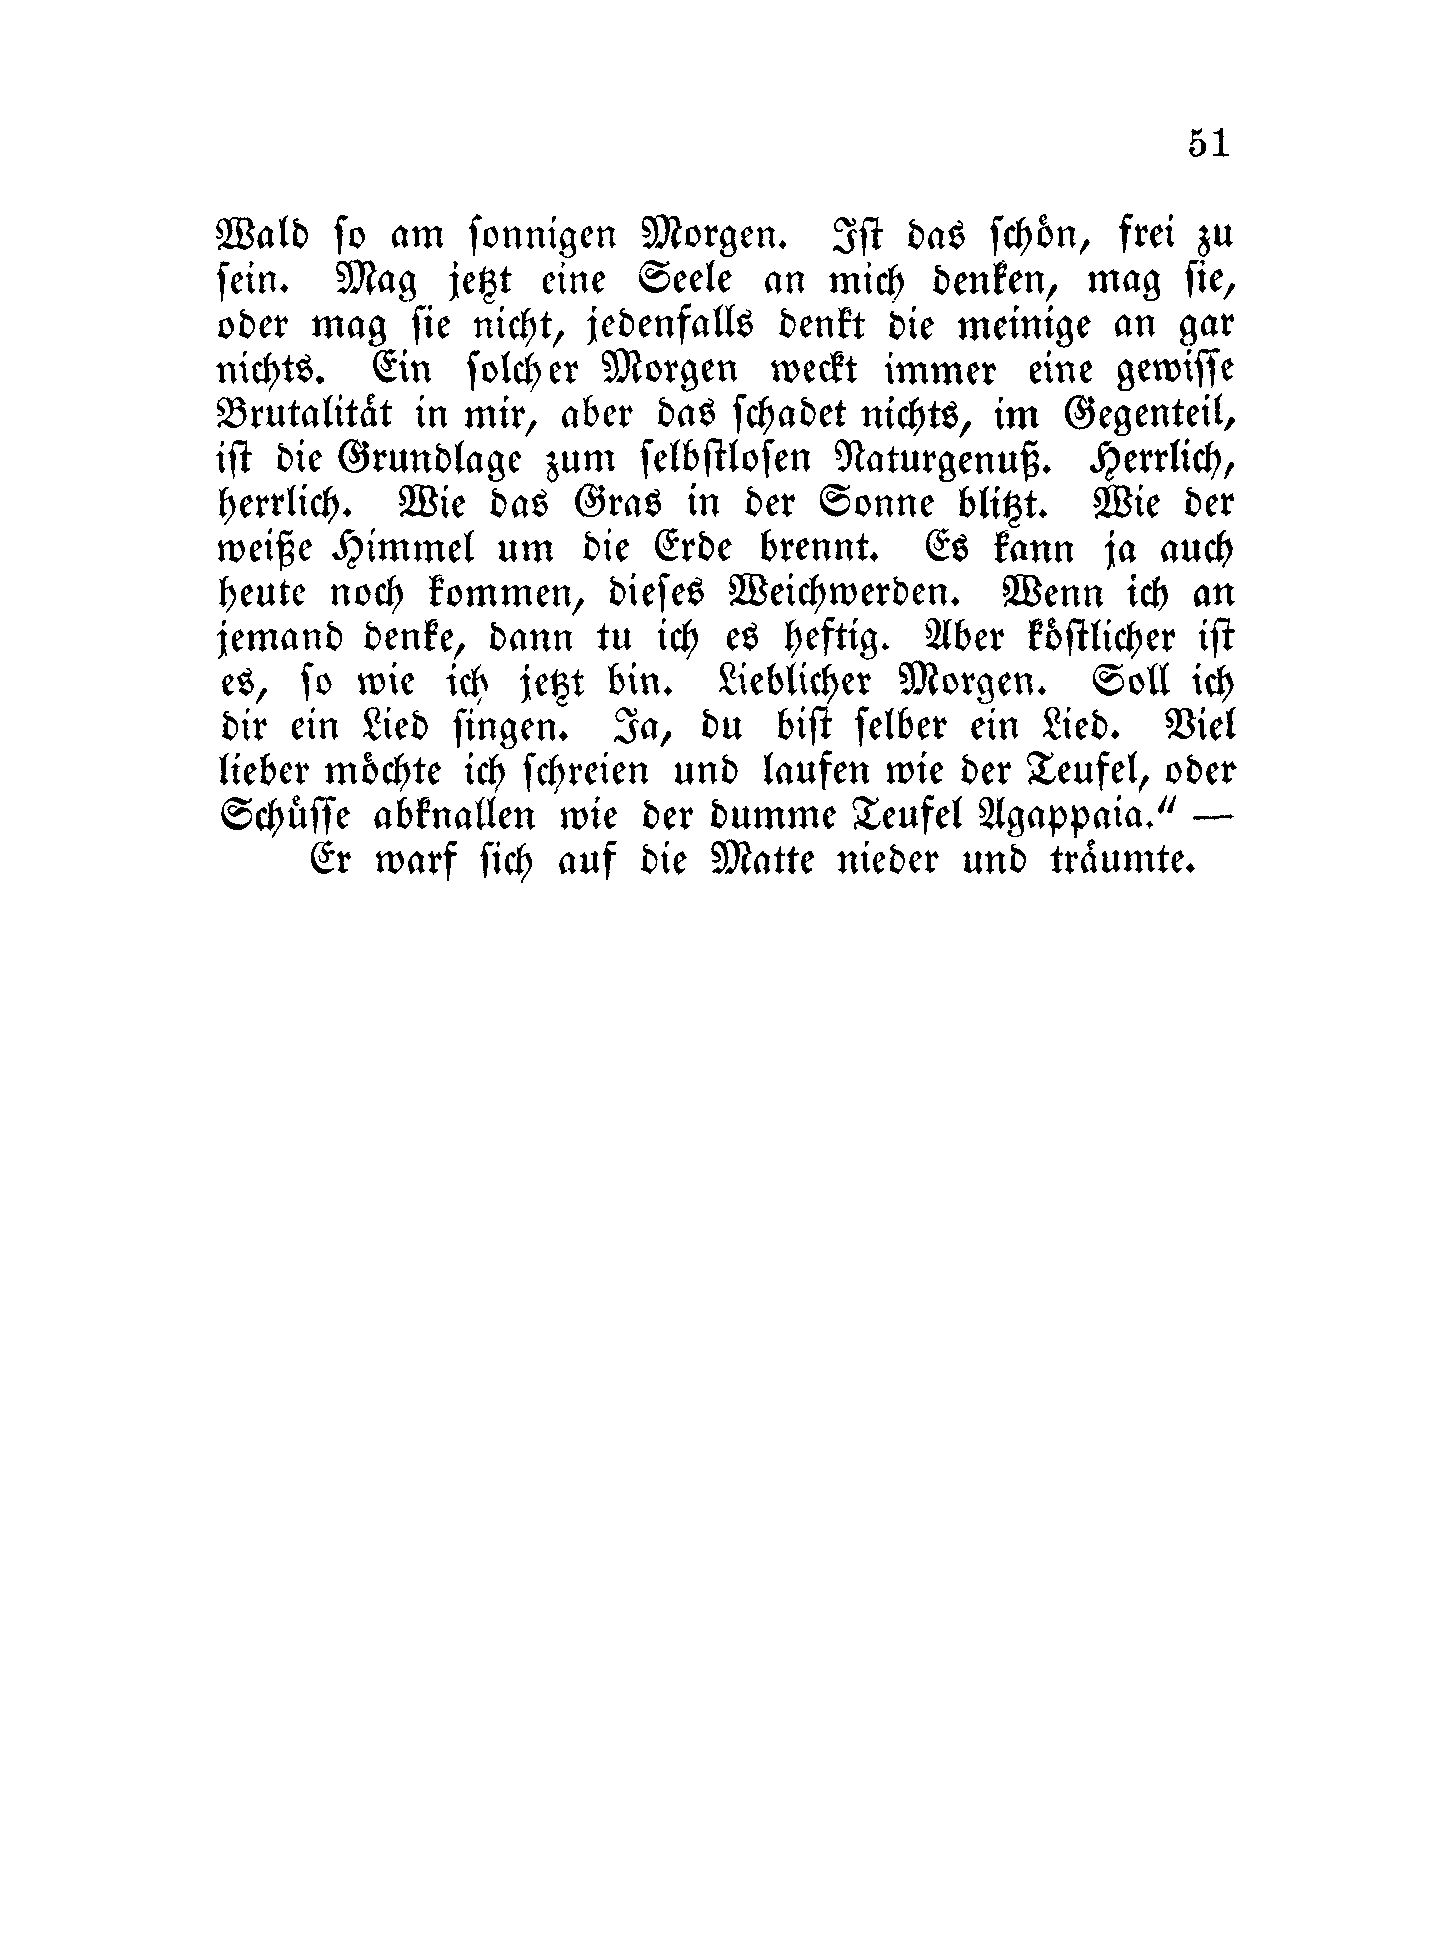 51
Wald ſo am ſonnigen Morgen. Iſt das ſchön, frei zu
ſein. Mag jetzt eine Seele an mich denken, mag ſie,
oder mag ſie nicht, jedenfalls denkt die meinige an gar
nichts. Ein ſolcher Morgen weckt immer eine gewiſſe
Brutalität in mir, aber das ſchadet nichts, im Gegenteil,
iſt die Grundlage zum ſelbſtloſen Naturgenuß. Herrlich,
herrlich. Wie das Gras in der Sonne blitzt. Wie der
weiße Himmel um die Erde brennt. Es kann ja auch
heute noch kommen, dieſes Weichwerden. Wenn ich an
jemand denke, dann tu ich es heftig. Aber köſtlicher iſt
es, ſo wie ich jetzt bin. Lieblicher Morgen. Soll ich
dir ein Lied ſingen. Ja, du biſt ſelber ein Lied. Viel
lieber möchte ich ſchreien und laufen wie der Teufel, oder
Schüſſe abknallen wie der dumme Teufel Agappaia.“ —
Er warf ſich auf die Matte nieder und träumte.